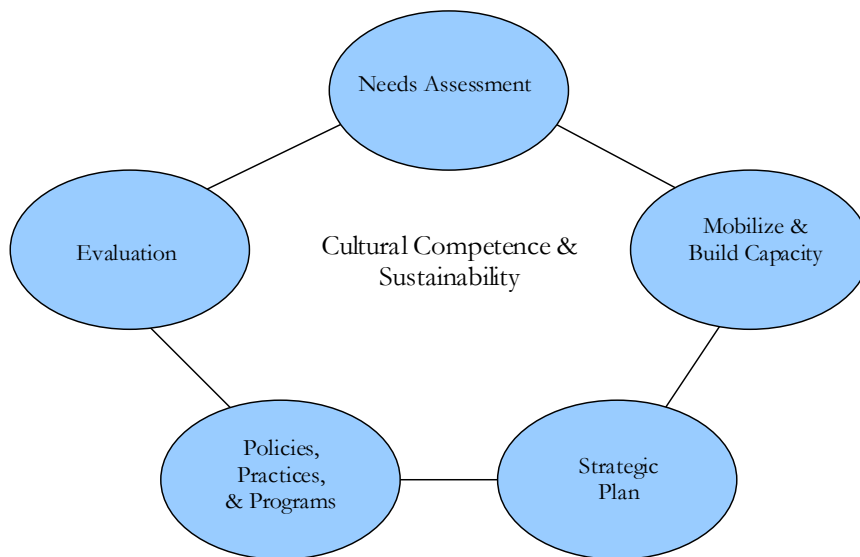 Needs Assessment
Mobilize &
Build Capacity
Evaluation
Cultural Competence &
Sustainability
Policies,
Practices,
& Programs
Strategic
Plan